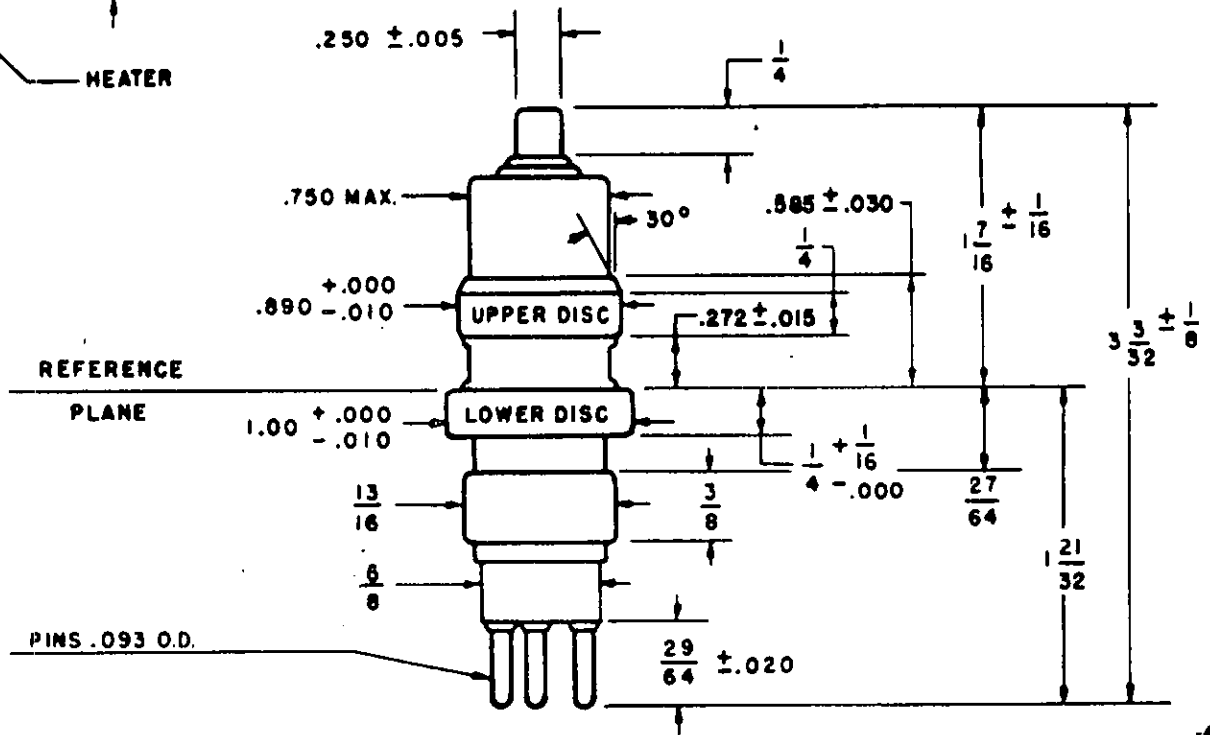 .250 ±.005
1/4
HEATER
.750 MAX.
30°
.585 ±.030
1 7/16 ± 1/16
1/4
+.000
.890 -.010
UPPER DISC
.272 ±.015
3 3/32 ± 1/8
REFERENCE
PLANE
LOWER DISC
1.00 +.000
-.010
1/4 + 1/16
-.000
27/64
13/16
3/8
1 21/32
6/8
PINS .093 O.D.
29/64 ±.020